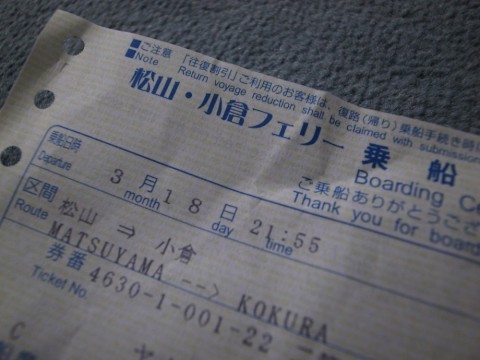 ■ご注意 「往復割引」ご利用のお客様は、復路(帰り)乗船手続き時
■Note Return voyage reduction shall be claimed with submission
松山・小倉フェリー 乗船
Boarding
ご乗船ありがとうござ
Thank you for board
乗船日時 3月18日 21:55
Departure month day time
区間 松山 ⇒ 小倉
Route MATSUYAMA --> KOKURA
券番 4630-1-001-22
Ticket No.
C